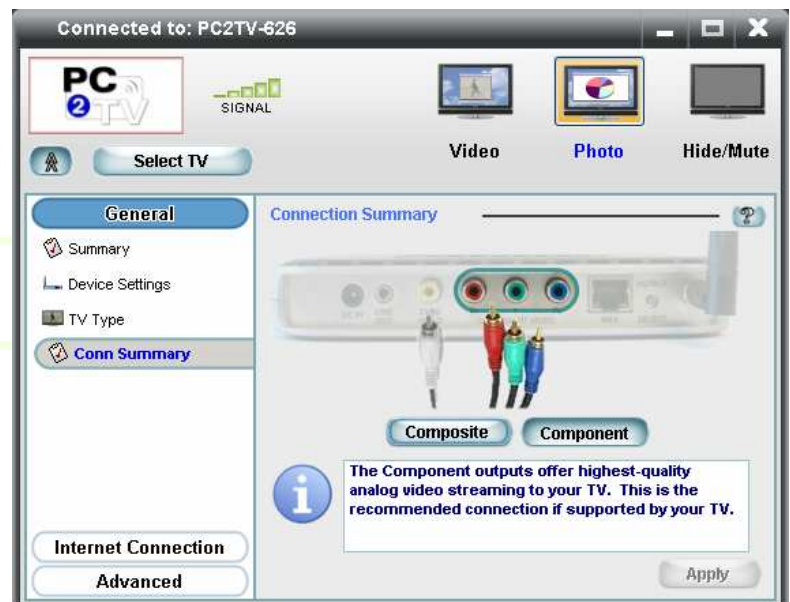 Connected to: PC2TV-626
PC
2
TV
SIGNAL
Video
Photo
Hide/Mute
Select TV
General
Summary
Device Settings
TV Type
Conn Summary
Internet Connection
Advanced
Connection Summary
?
Composite
Component
i
The Component outputs offer highest-quality
analog video streaming to your TV. This is the
recommended connection if supported by your TV.
Apply